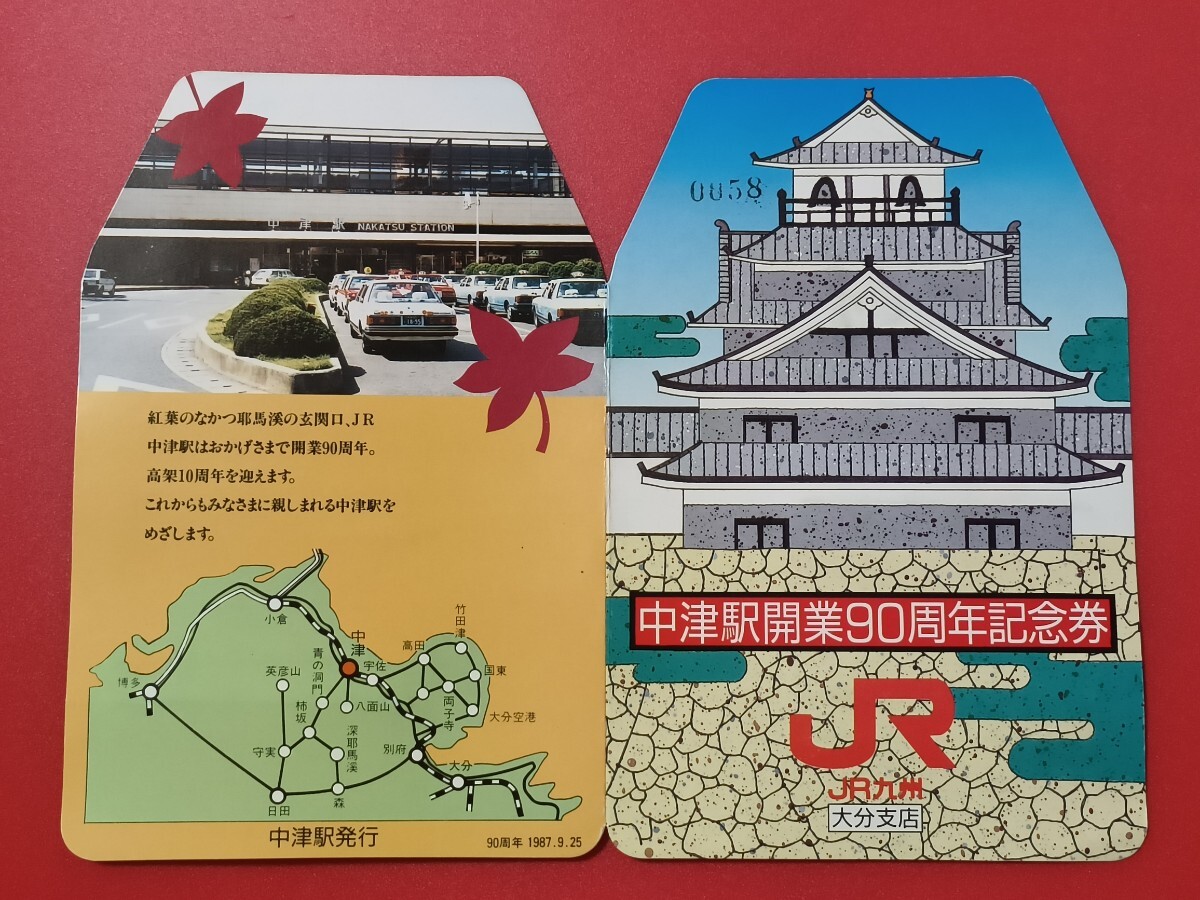 中津駅 NAKATSU STATION
紅葉のなかつ耶馬溪の玄関口、JR
中津駅はおかげさまで開業90周年。
高架10周年を迎えます。
これからもみなさまに親しまれる中津駅を
めざします。
小倉
中津
竹田津
高田
宇佐
国東
青の洞門
英彦山
博多
八面山
両子寺
柿坂
大分空港
深耶馬溪
守実
別府
大分
日田
森
中津駅発行
90周年 1987.9.25
0058
中津駅開業90周年記念券
JR
JR九州
大分支店